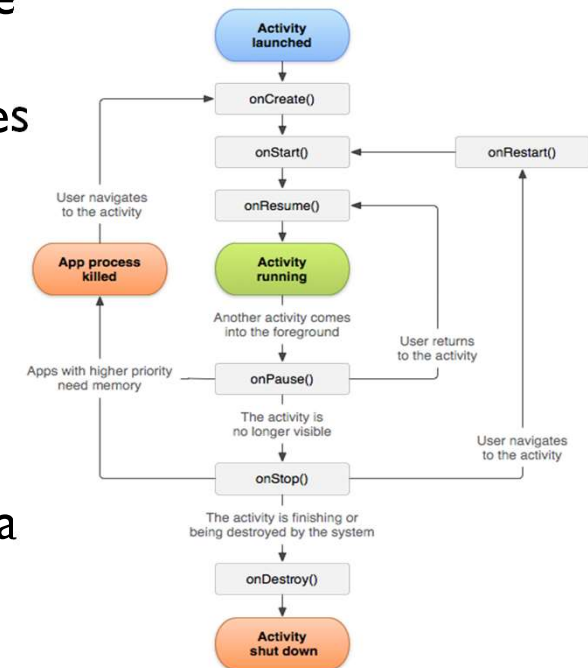 e
Activity
launched
es
onCreate()
onStart()
onRestart()
User navigates
to the activity
onResume()
App process
killed
Activity
running
Another activity comes
into the foreground
User returns
to the activity
Apps with higher priority
need memory
onPause()
The activity is
no longer visible
User navigates
to the activity
onStop()
a
The activity is finishing or
being destroyed by the system
onDestroy()
Activity
shut down